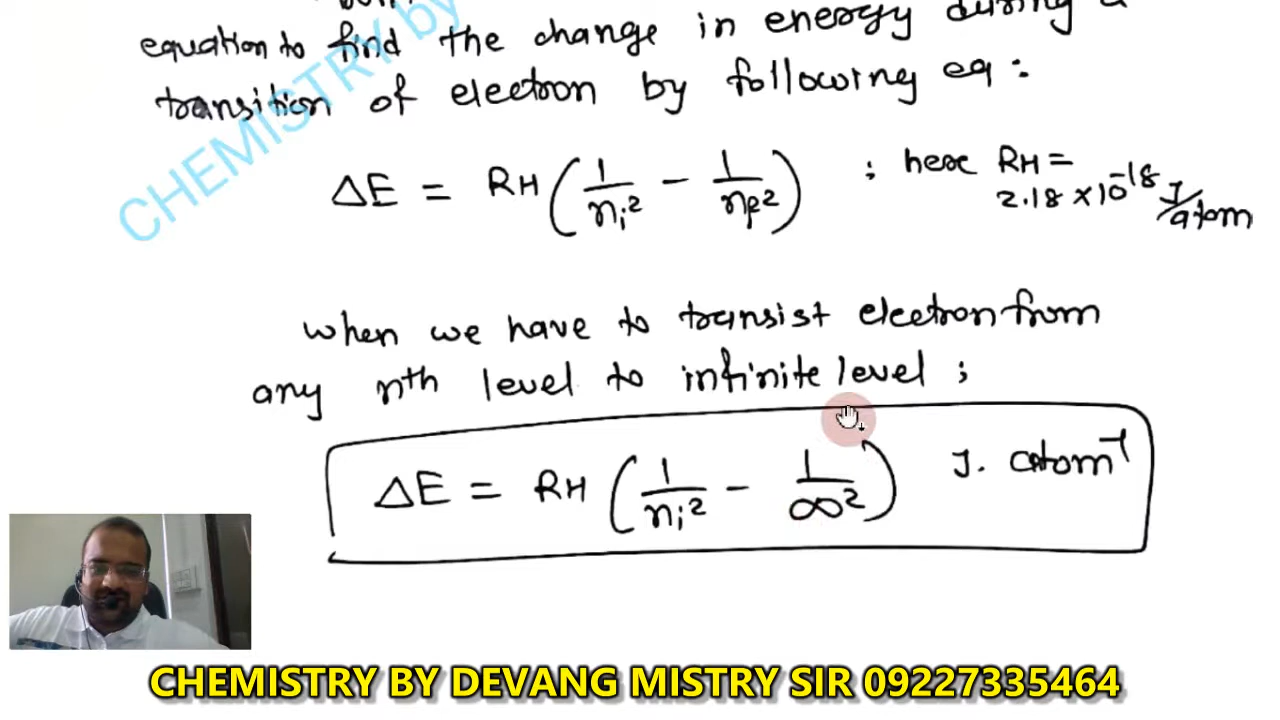 equation to find the change in energy during a
transition of electron by following eq :
ΔE = RH (1/ni² - 1/nf²) ; here RH = 2.18 × 10⁻¹⁸ J/atom
when we have to transist electron from
any nth level to infinite level ;
ΔE = RH (1/ni² - 1/∞²) J. atom⁻¹
CHEMISTRY by
CHEMISTRY BY DEVANG MISTRY SIR 09227335464